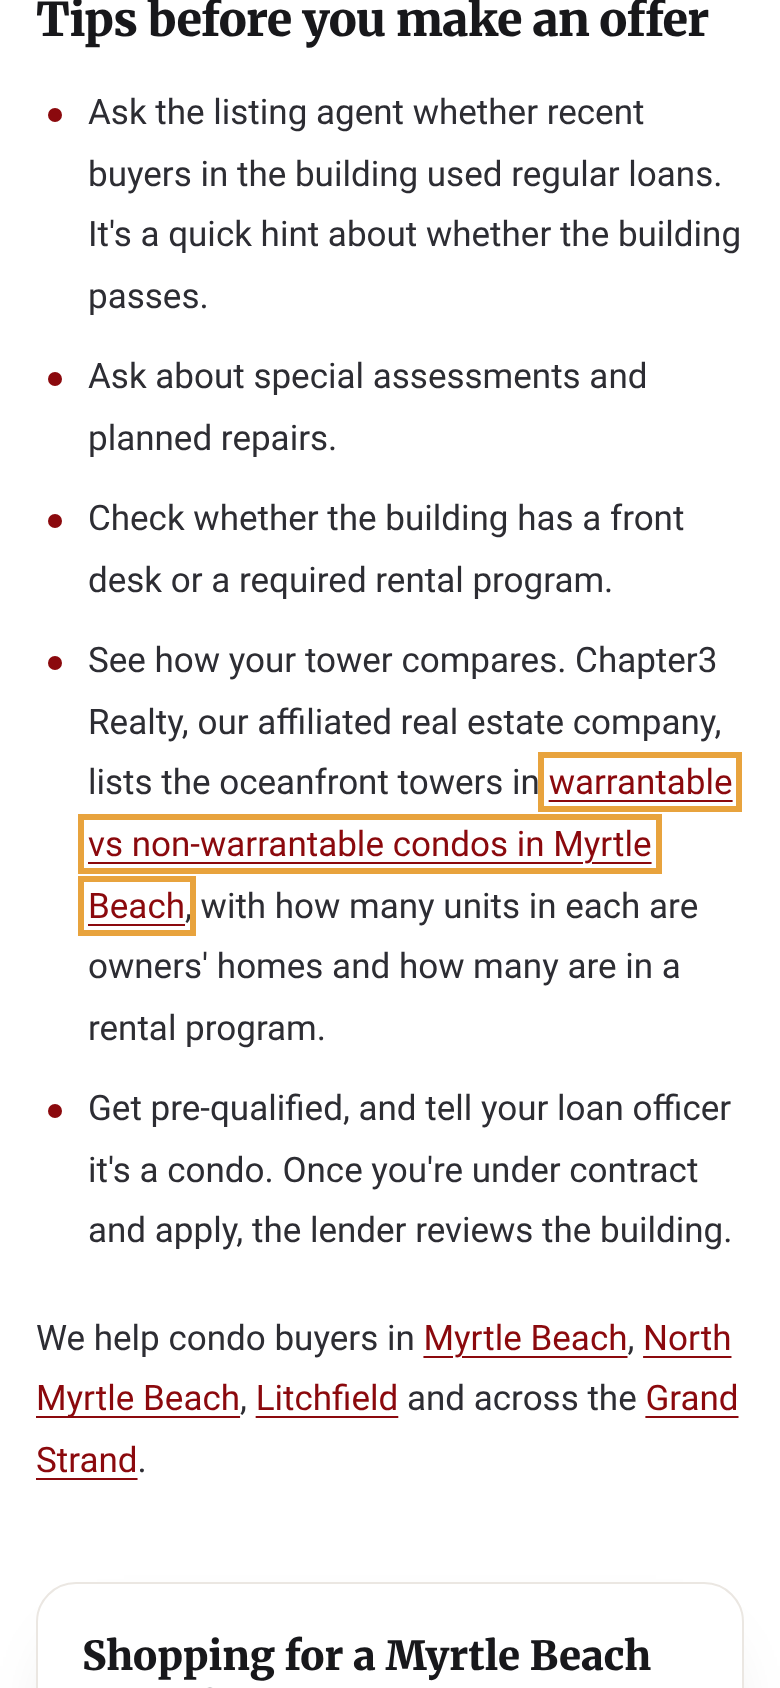 Tips before you make an offer
Ask the listing agent whether recent
buyers in the building used regular loans.
It's a quick hint about whether the building
passes.
Ask about special assessments and
planned repairs.
Check whether the building has a front
desk or a required rental program.
See how your tower compares. Chapter3
Realty, our affiliated real estate company,
lists the oceanfront towers in warrantable
vs non-warrantable condos in Myrtle
Beach, with how many units in each are
owners' homes and how many are in a
rental program.
Get pre-qualified, and tell your loan officer
it's a condo. Once you're under contract
and apply, the lender reviews the building.
We help condo buyers in Myrtle Beach, North
Myrtle Beach, Litchfield and across the Grand
Strand.
Shopping for a Myrtle Beach